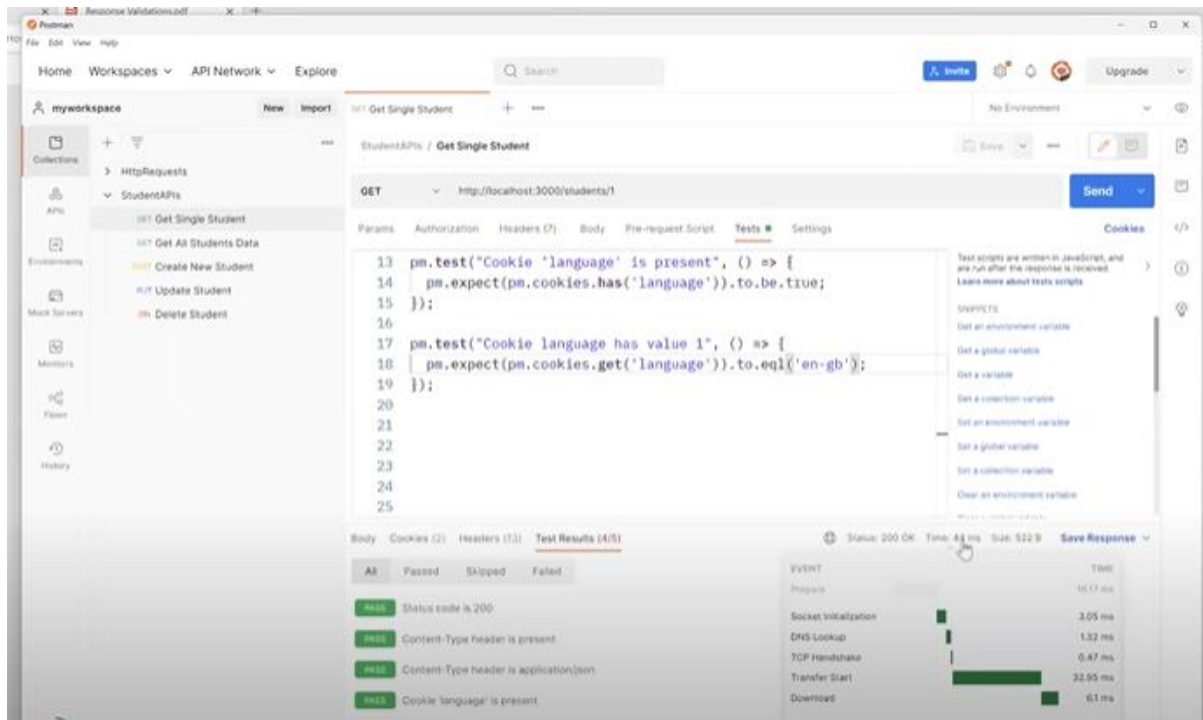 Response Validations.pdf
Postman
File Edit View Help
Home Workspaces API Network Explore
Search
Invite
Upgrade
myworkspace
New Import
GET Get Single Student
No Environment
Collections
APIs
Environments
Mock Servers
Monitors
Flows
History
HttpRequests
StudentAPIs
GET Get Single Student
GET Get All Students Data
Create New Student
PUT Update Student
Delete Student
StudentAPIs / Get Single Student
Save
GET http://localhost:3000/students/1
Send
Params Authorization Headers (7) Body Pre-request Script Tests Settings
Cookies
13 pm.test("Cookie 'language' is present", () => {
14 pm.expect(pm.cookies.has('language')).to.be.true;
15 });
16
17 pm.test("Cookie language has value 1", () => {
18 pm.expect(pm.cookies.get('language')).to.eql('en-gb');
19 });
20
21
22
23
24
25
Test scripts are written in JavaScript, and
are run after the response is received.
Learn more about tests scripts
SNIPPETS
Get an environment variable
Get a global variable
Get a variable
Get a collection variable
Set an environment variable
Set a global variable
Set a collection variable
Clear an environment variable
Body Cookies (2) Headers (13) Test Results (4/5)
Status: 200 OK Time: ms Size: 522 B Save Response
All Passed Skipped Failed
PASS Status code is 200
PASS Content-Type header is present
PASS Content-Type header is application/json
PASS Cookie 'language' is present
EVENT TIME
Prepare
Socket Initialization 3.05 ms
DNS Lookup 1.32 ms
TCP Handshake 0.47 ms
Transfer Start 32.95 ms
Download 6.1 ms